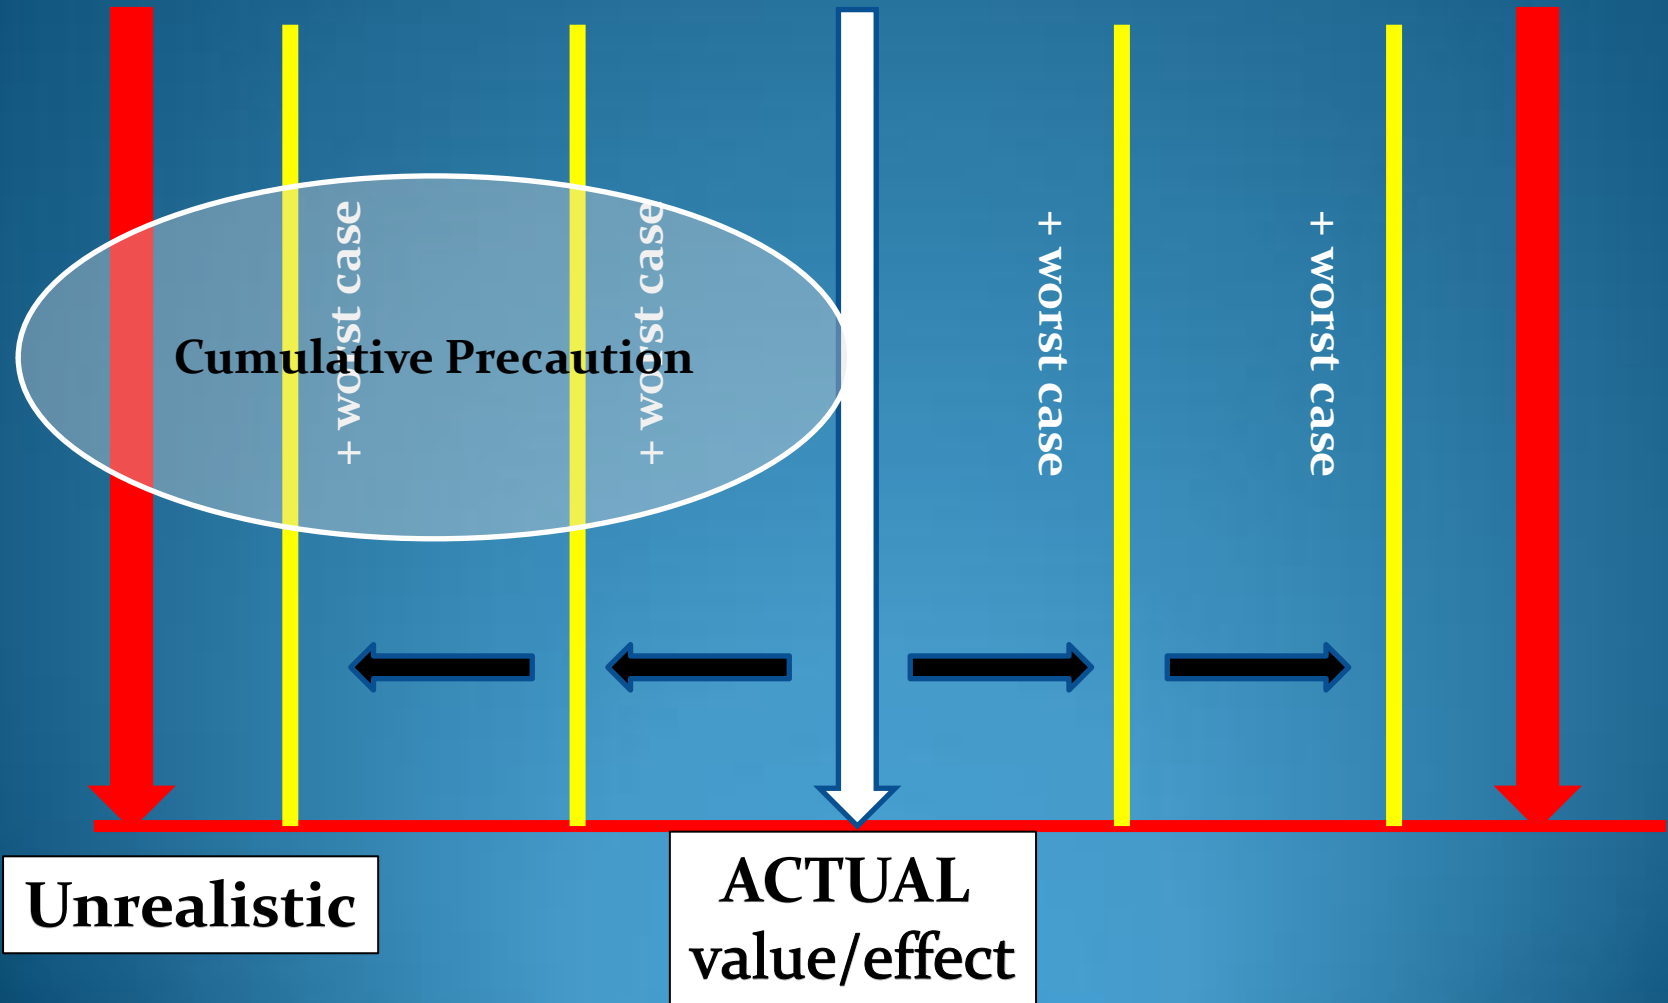 + worst case
+ worst case
+ worst case
+ worst case
Cumulative Precaution
Unrealistic
ACTUAL
value/effect